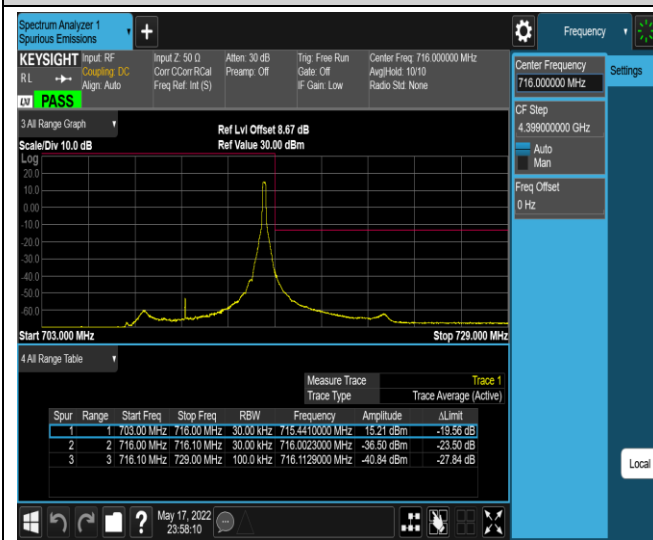 Spectrum Analyzer 1
Spurious Emissions
Frequency
KEYSIGHT Input: RF Input Z: 50 Ω Atten: 30 dB Trig: Free Run Center Freq: 716.000000 MHz
RL Coupling: DC Corr CCorr RCal Preamp: Off Gate: Off Avg|Hold: 10/10
Align: Auto Freq Ref: Int (S) IF Gain: Low Radio Std: None
LXI PASS
Center Frequency
716.000000 MHz
Settings
CF Step
4.399000000 GHz
Auto
Man
Freq Offset
0 Hz
3 All Range Graph
Ref Lvl Offset 8.67 dB
Scale/Div 10.0 dB Ref Value 30.00 dBm
Log
20.0
10.0
0.00
-10.0
-20.0
-30.0
-40.0
-50.0
-60.0
Start 703.000 MHz Stop 729.000 MHz
4 All Range Table
Measure Trace Trace 1
Trace Type Trace Average (Active)
Spur Range Start Freq Stop Freq RBW Frequency Amplitude ΔLimit
1 1 703.00 MHz 716.00 MHz 30.00 kHz 715.4410000 MHz 15.21 dBm -19.56 dB
2 2 716.00 MHz 716.10 MHz 30.00 kHz 716.0023000 MHz -36.50 dBm -23.50 dB
3 3 716.10 MHz 729.00 MHz 100.0 kHz 716.1129000 MHz -40.84 dBm -27.84 dB
Local
? May 17, 2022
23:58:10